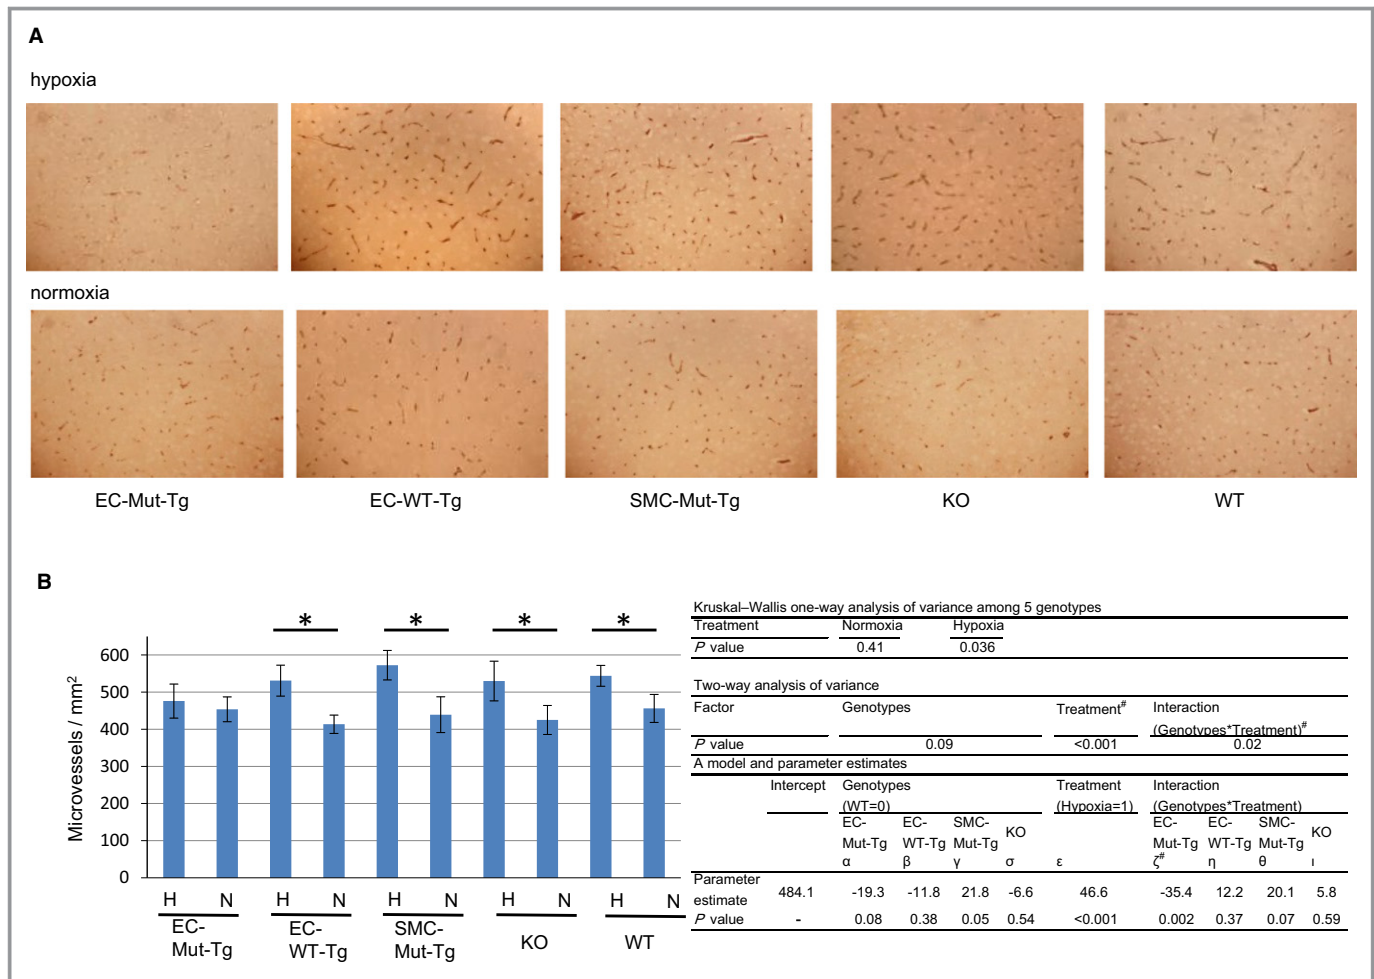 A
hypoxia
normoxia
EC-Mut-Tg EC-WT-Tg SMC-Mut-Tg KO WT
B
* * * *
Microvessels / mm²
600
500
400
300
200
100
0
H N H N H N H N H N
EC-Mut-Tg EC-WT-Tg SMC-Mut-Tg KO WT
Kruskal–Wallis one-way analysis of variance among 5 genotypes
Treatment Normoxia Hypoxia
P value 0.41 0.036
Two-way analysis of variance
Factor Genotypes Treatment# Interaction
(Genotypes*Treatment)#
P value 0.09 <0.001 0.02
A model and parameter estimates
Intercept Genotypes Treatment Interaction
(WT=0) (Hypoxia=1) (Genotypes*Treatment)
EC- EC- SMC- EC- EC- SMC-
Mut-Tg WT-Tg Mut-Tg KO Mut-Tg WT-Tg Mut-Tg KO
α β γ σ ε ζ# η θ ι
Parameter
estimate 484.1 -19.3 -11.8 21.8 -6.6 46.6 -35.4 12.2 20.1 5.8
P value - 0.08 0.38 0.05 0.54 <0.001 0.002 0.37 0.07 0.59